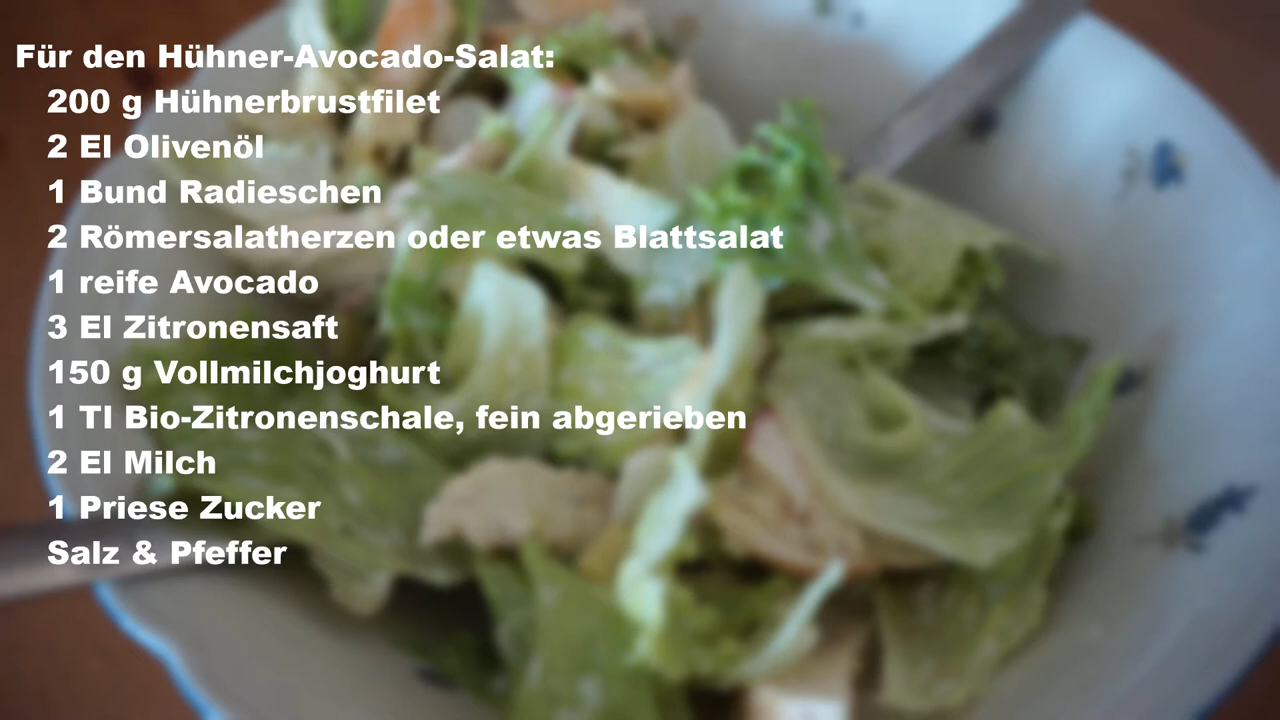 Für den Hühner-Avocado-Salat:
200 g Hühnerbrustfilet
2 El Olivenöl
1 Bund Radieschen
2 Römersalatherzen oder etwas Blattsalat
1 reife Avocado
3 El Zitronensaft
150 g Vollmilchjoghurt
1 Tl Bio-Zitronenschale, fein abgerieben
2 El Milch
1 Priese Zucker
Salz & Pfeffer